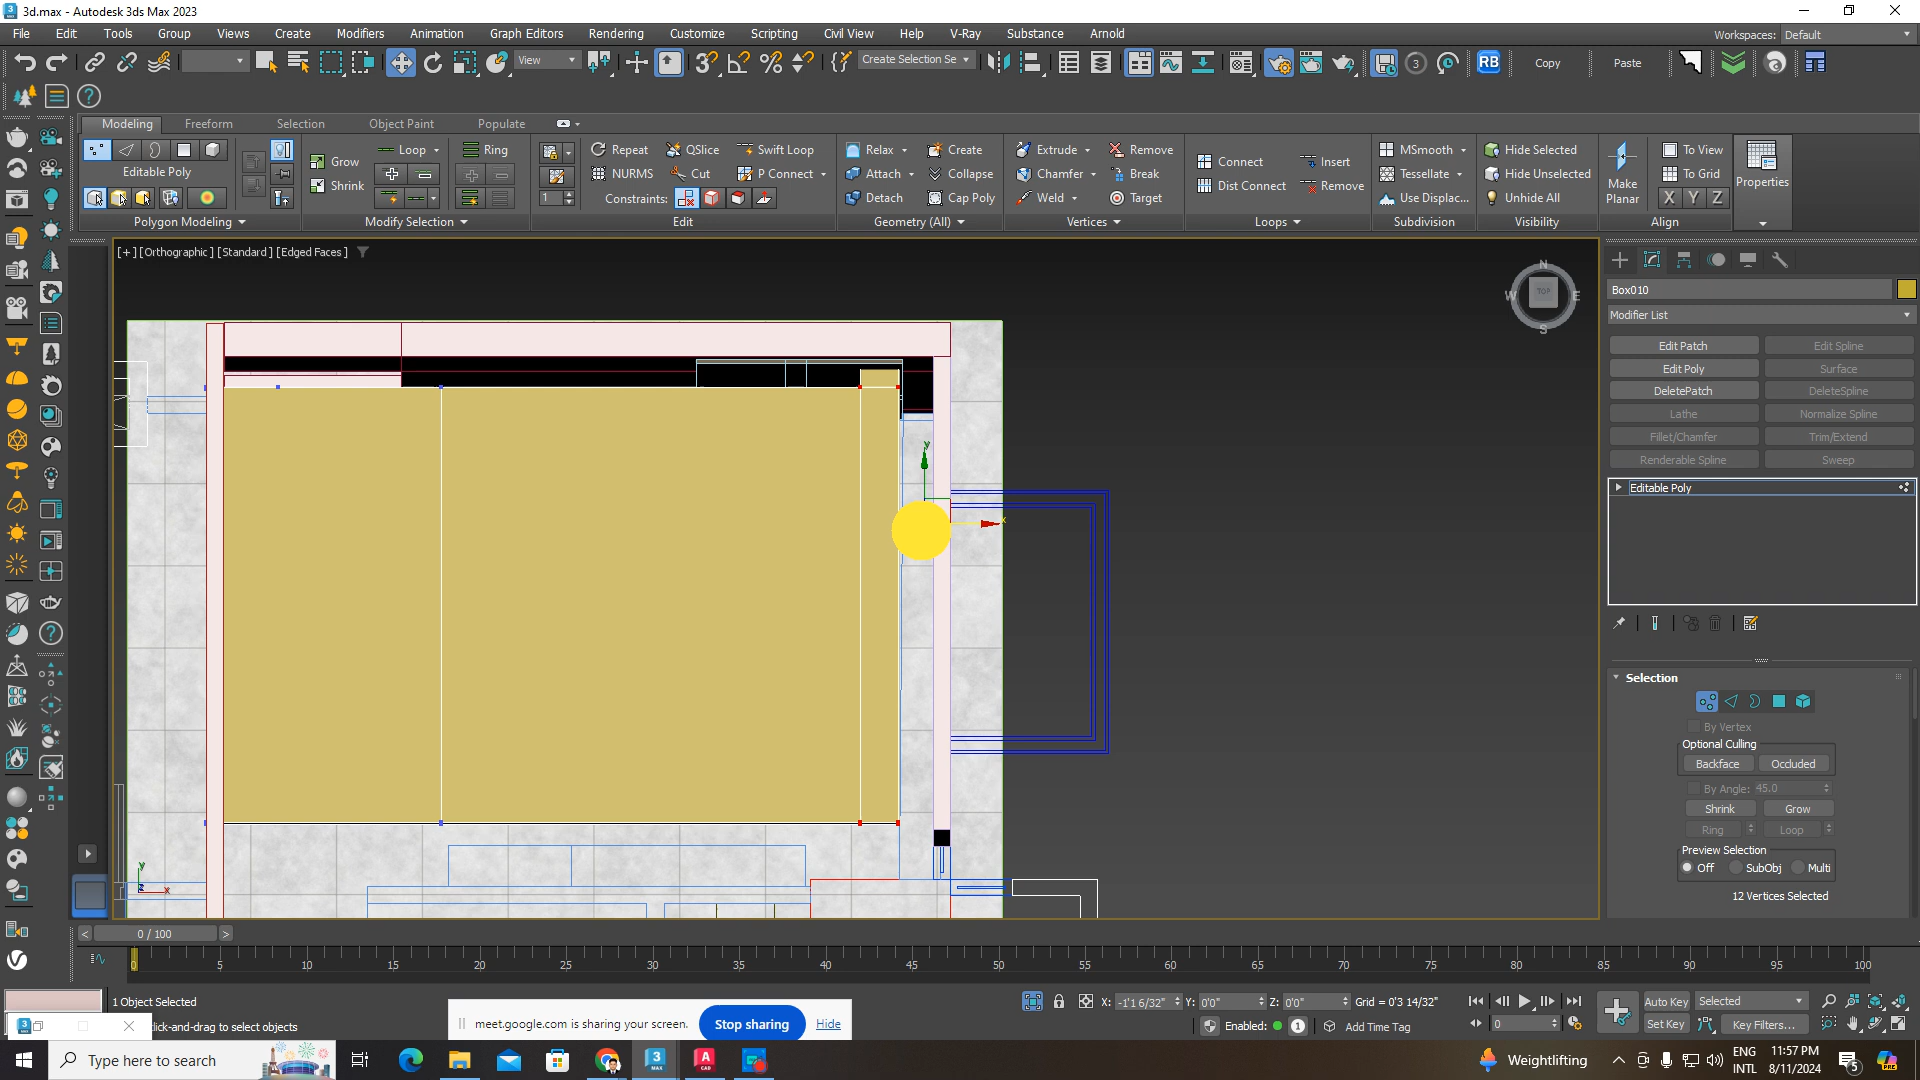 3d.max - Autodesk 3ds Max 2023
File Edit Tools Group Views Create Modifiers Animation Graph Editors Rendering Customize Scripting Civil View Help V-Ray Substance Arnold
Workspaces: Default
View
Create Selection Se
3
RB
Copy
Paste
Modeling Freeform Selection Object Paint Populate
Editable Poly
Polygon Modeling
Grow
Shrink
Loop
Ring
Modify Selection
1
Repeat QSlice Swift Loop
NURMS Cut P Connect
Constraints:
Edit
Relax Create
Attach Collapse
Detach Cap Poly
Geometry (All)
Extrude Remove
Chamfer Break
Weld Target
Vertices
Connect Insert
Dist Connect Remove
Loops
MSmooth
Tessellate
Use Displac...
Subdivision
Hide Selected
Hide Unselected
Unhide All
Visibility
Make Planar
To View
To Grid
X Y Z
Align
Properties
[+] [Orthographic] [Standard] [Edged Faces]
N
W TOP E
S
y
x
y
z
x
Box010
Modifier List
Edit Patch Edit Spline
Edit Poly Surface
DeletePatch DeleteSpline
Lathe Normalize Spline
Fillet/Chamfer Trim/Extend
Renderable Spline Sweep
Editable Poly
Selection
By Vertex
Optional Culling
Backface Occluded
By Angle: 45.0
Shrink Grow
Ring Loop
Preview Selection
Off SubObj Multi
12 Vertices Selected
< 0 / 100 >
0 5 10 15 20 25 30 35 40 45 50 55 60 65 70 75 80 85 90 95 100
1 Object Selected
lick-and-drag to select objects
meet.google.com is sharing your screen. Stop sharing Hide
X: -1'1 6/32" Y: 0'0" Z: 0'0" Grid = 0'3 14/32"
Enabled: 1 Add Time Tag
0
Auto Key Selected
Set Key Key Filters...
Type here to search
Weightlifting
ENG
INTL
11:57 PM
8/11/2024
5